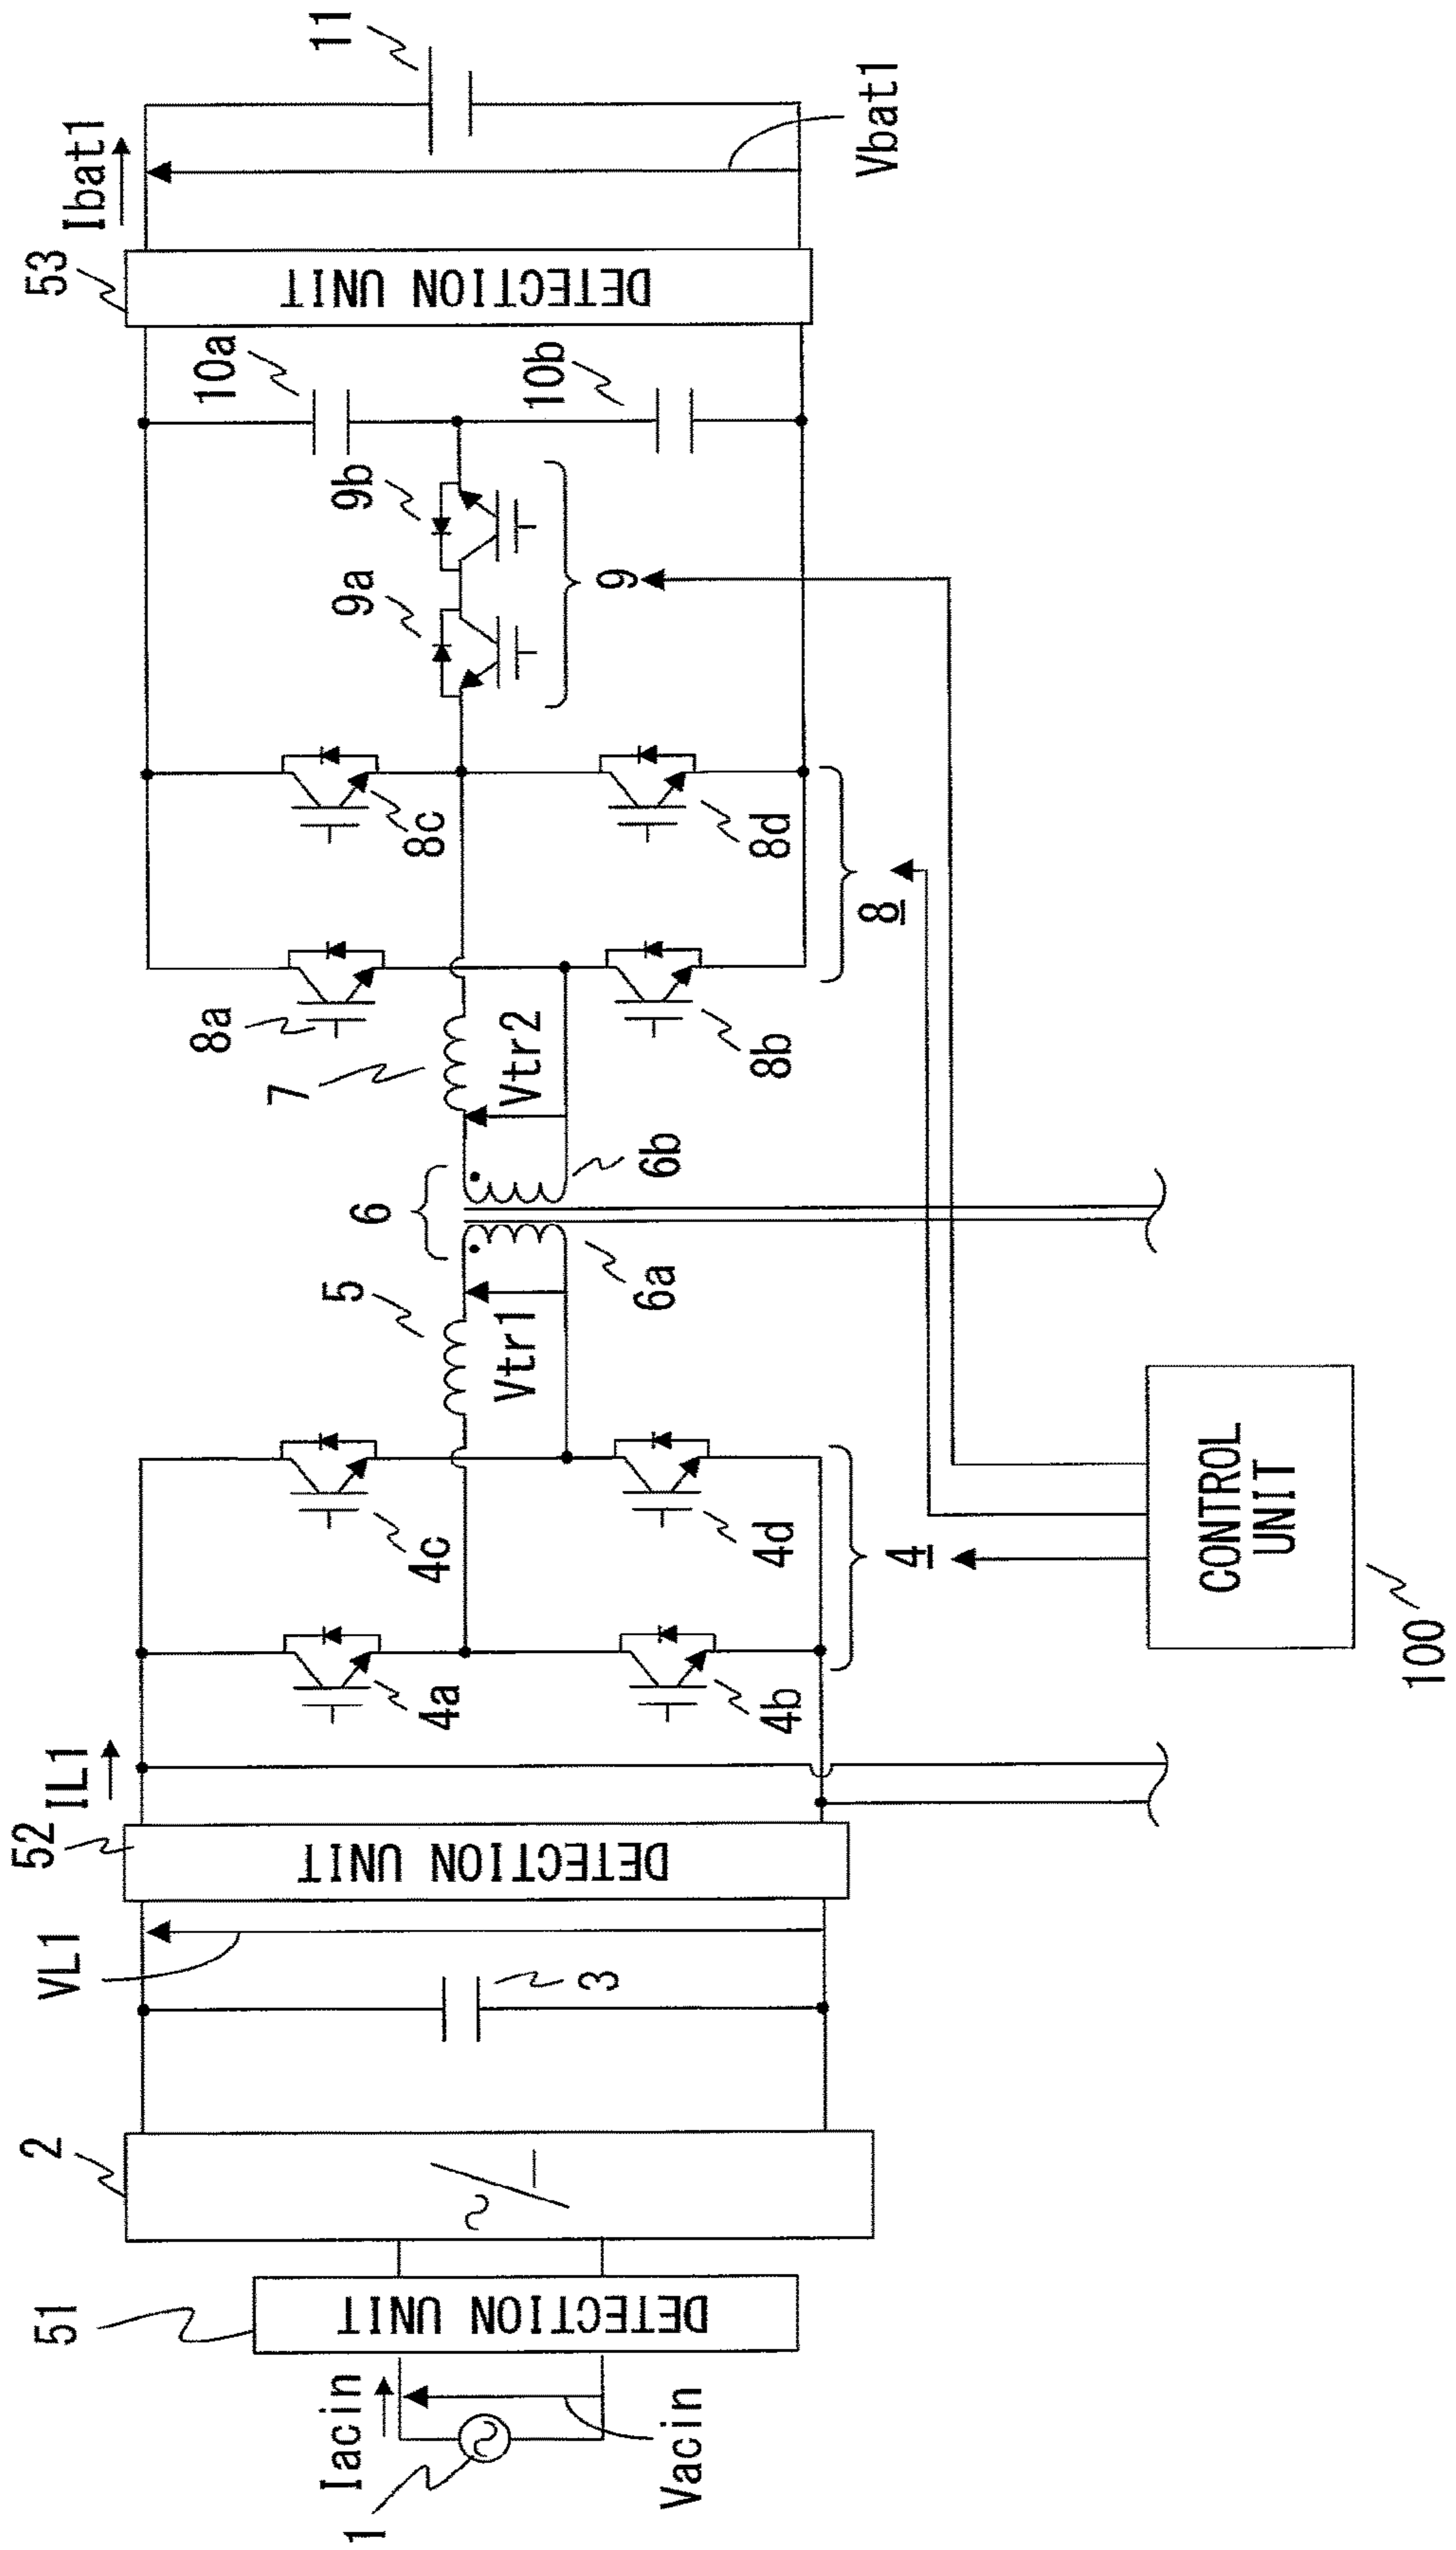 1
Iacin
Vacin
51
DETECTION UNIT
2
3
VL1
52
DETECTION UNIT
IL1
4a
4b
4c
4d
4
5
Vtr1
6
6a
6b
Vtr2
7
8a
8b
8c
8d
8
9a
9b
9
10a
10b
53
DETECTION UNIT
Ibat1
Vbat1
11
CONTROL
UNIT
100